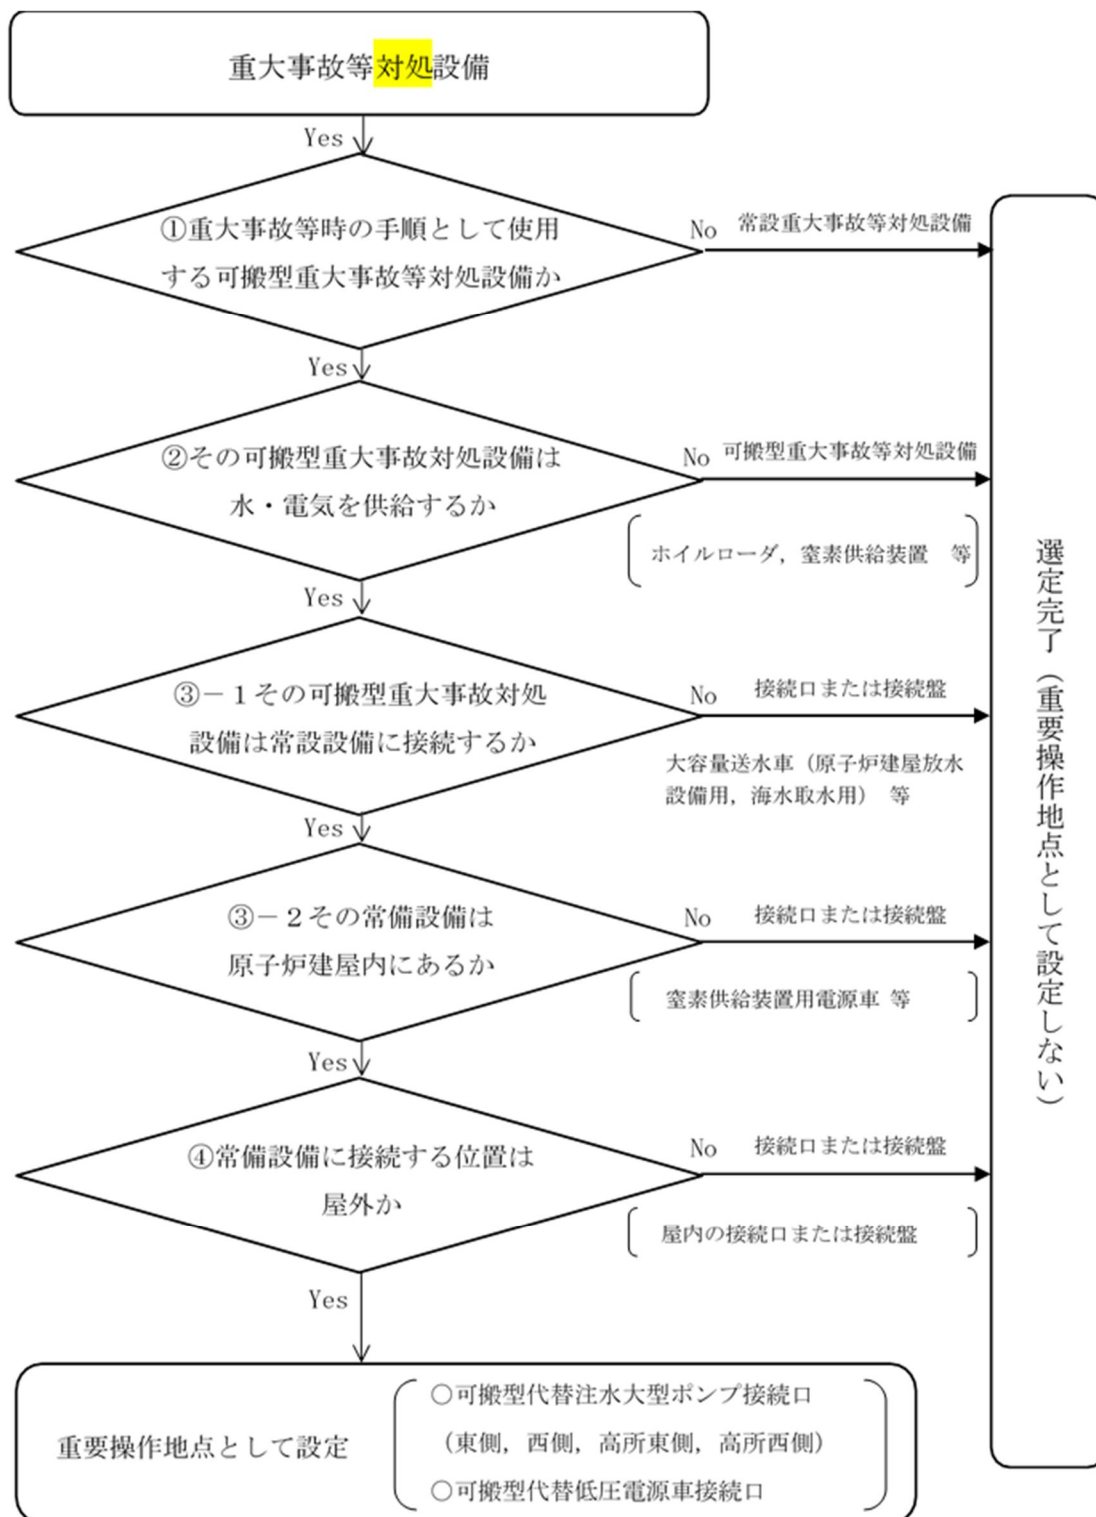 重大事故等対処設備
Yes
①重大事故等時の手順として使用
する可搬型重大事故等対処設備か
No
常設重大事故等対処設備
Yes
②その可搬型重大事故対処設備は
水・電気を供給するか
No
可搬型重大事故等対処設備
ホイルローダ，窒素供給装置　等
Yes
③－１その可搬型重大事故対処
設備は常設設備に接続するか
No
接続口または接続盤
大容量送水車（原子炉建屋放水
設備用，海水取水用） 等
Yes
③－２その常備設備は
原子炉建屋内にあるか
No
接続口または接続盤
窒素供給装置用電源車 等
Yes
④常備設備に接続する位置は
屋外か
No
接続口または接続盤
屋内の接続口または接続盤
Yes
重要操作地点として設定
○可搬型代替注水大型ポンプ接続口
（東側，西側，高所東側，高所西側）
○可搬型代替低圧電源車接続口
選定完了（重要操作地点として設定しない）